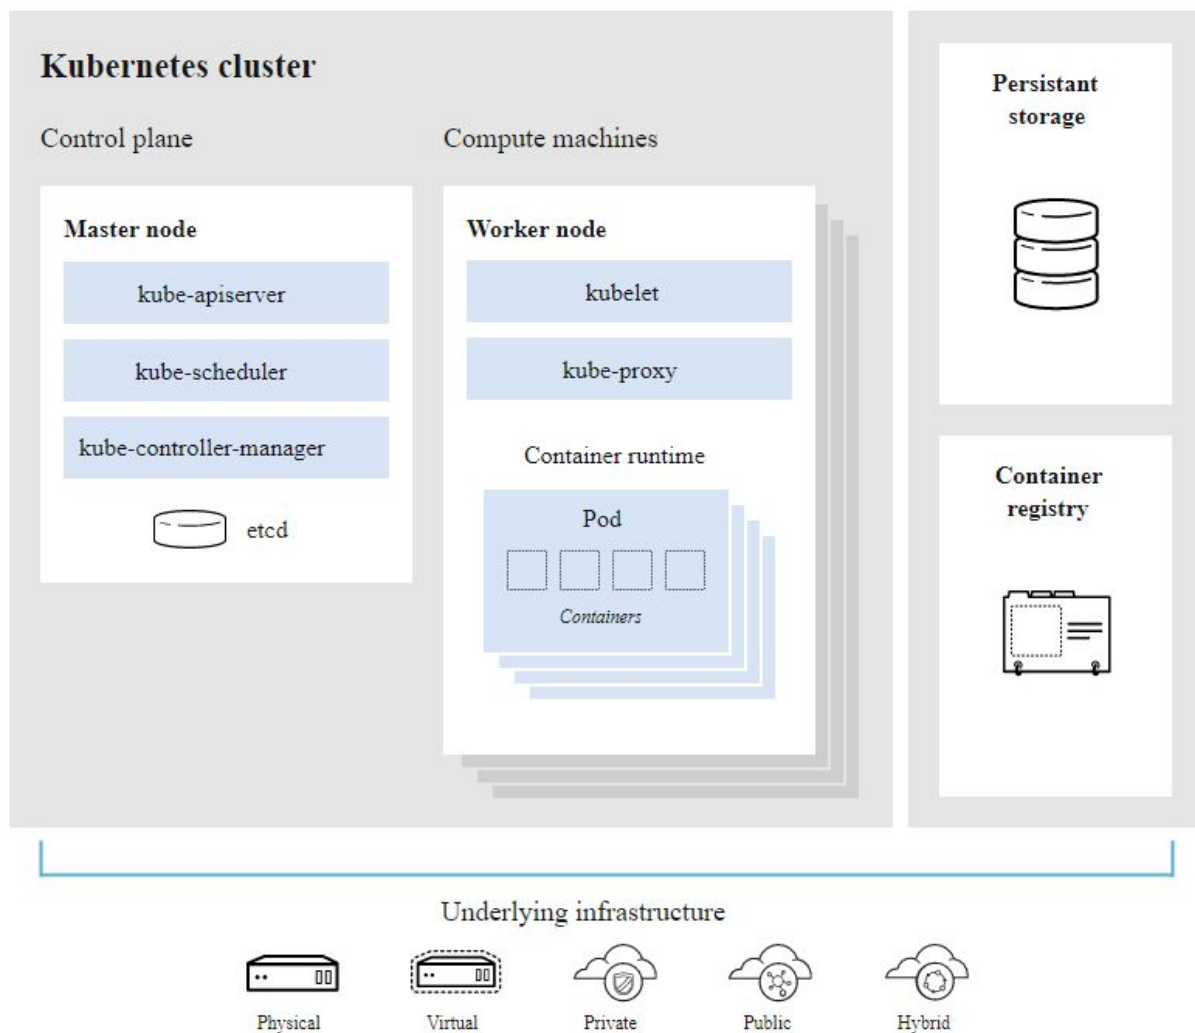 Kubernetes cluster
Control plane
Master node
kube-apiserver
kube-scheduler
kube-controller-manager
etcd
Compute machines
Worker node
kubelet
kube-proxy
Container runtime
Pod
Containers
Persistant
storage
Container
registry
Underlying infrastructure
Physical
Virtual
Private
Public
Hybrid